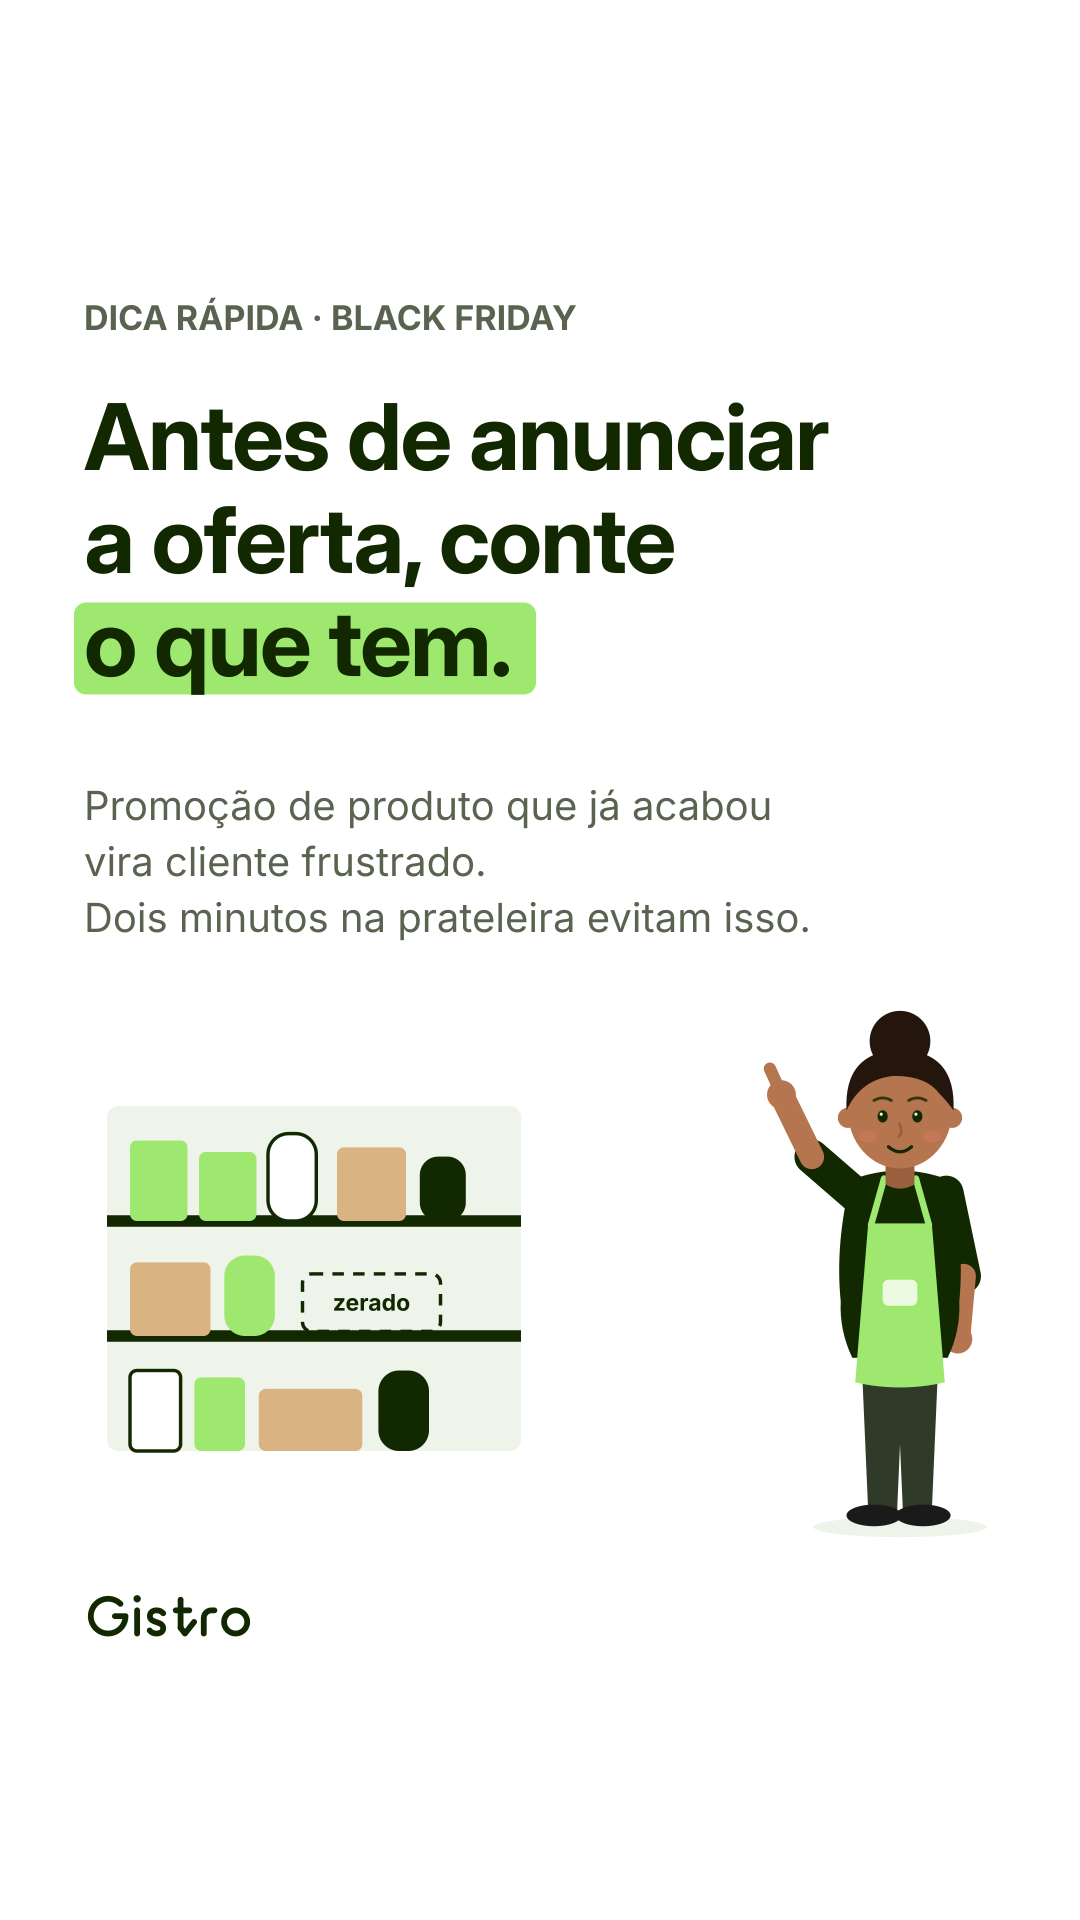 DICA RÁPIDA · BLACK FRIDAY
Antes de anunciar
a oferta, conte
o que tem.
Promoção de produto que já acabou
vira cliente frustrado.
Dois minutos na prateleira evitam isso.
zerado
Gistro